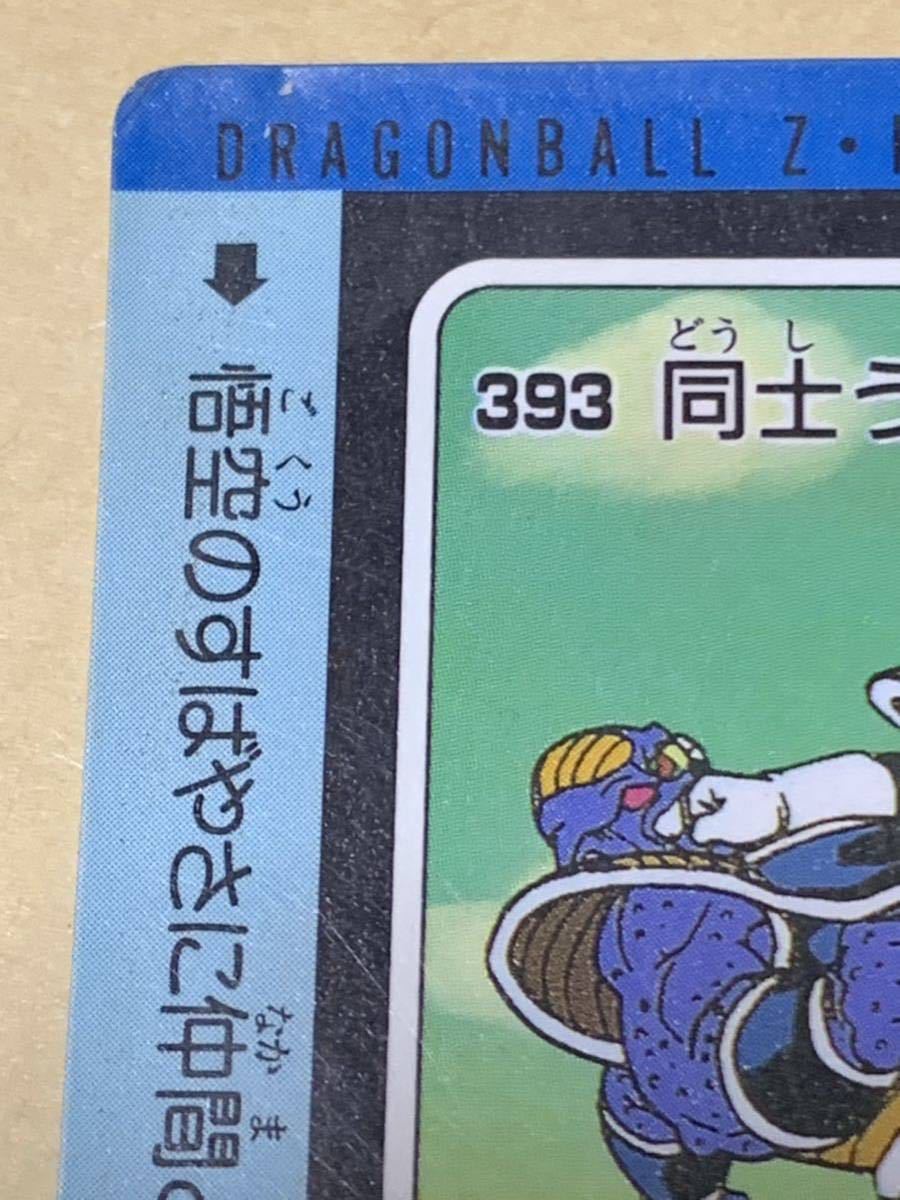 DRAGONBALL Z・
393 同士う
どうし
悟空のすばやさに仲間
ごくう
なかま